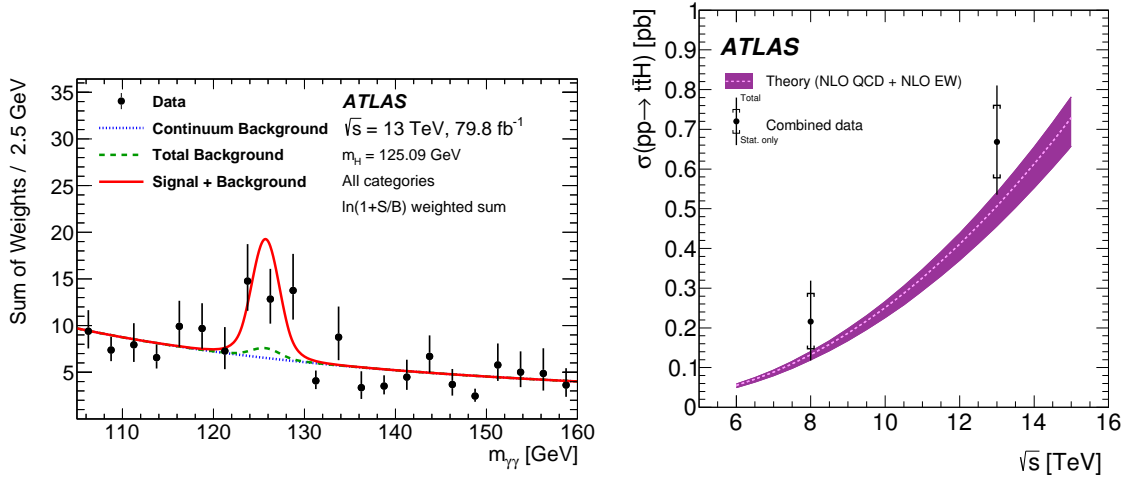 Sum of Weights / 2.5 GeV
35
30
25
20
15
10
5
110 120 130 140 150 160
m_γγ [GeV]
Data
Continuum Background
Total Background
Signal + Background
ATLAS
√s = 13 TeV, 79.8 fb⁻¹
m_H = 125.09 GeV
All categories
ln(1+S/B) weighted sum
σ(pp→ tt̄H) [pb]
1
0.9
0.8
0.7
0.6
0.5
0.4
0.3
0.2
0.1
0
6 8 10 12 14 16
√s [TeV]
ATLAS
Theory (NLO QCD + NLO EW)
Total
Combined data
Stat. only